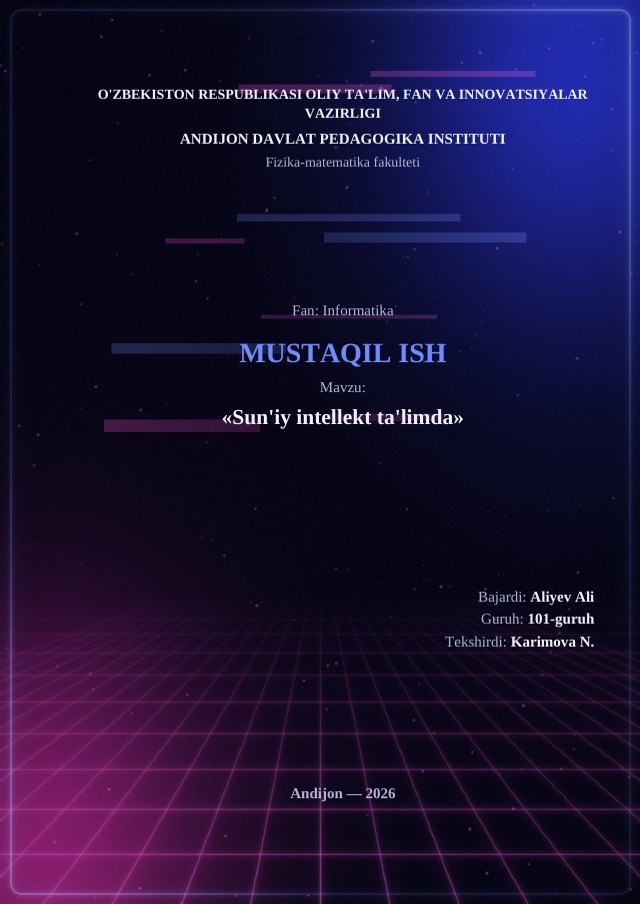 O'ZBEKISTON RESPUBLIKASI OLIY TA'LIM, FAN VA INNOVATSIYALAR
VAZIRLIGI
ANDIJON DAVLAT PEDAGOGIKA INSTITUTI
Fizika-matematika fakulteti
Fan: Informatika
MUSTAQIL ISH
Mavzu:
«Sun'iy intellekt ta'limda»
Bajardi: Aliyev Ali
Guruh: 101-guruh
Tekshirdi: Karimova N.
Andijon — 2026